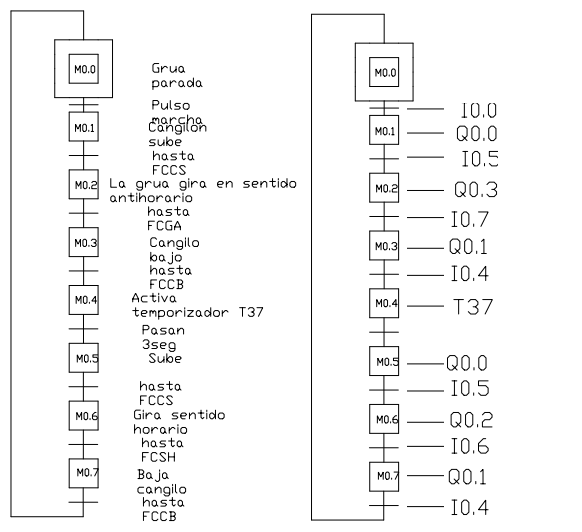 M0.0
Grua
parada
Pulso
marcha
M0.1
Cangilon
sube
hasta
FCCS
M0.2
La grua gira en sentido
antihorario
hasta
FCGA
M0.3
Cangilo
bajo
hasta
FCCB
M0.4
Activa
temporizador T37
Pasan
3seg
M0.5
Sube
hasta
FCCS
M0.6
Gira sentido
horario
hasta
FCSH
M0.7
Baja
cangilo
hasta
FCCB
M0.0
I0.0
M0.1
Q0.0
I0.5
M0.2
Q0.3
I0.7
M0.3
Q0.1
I0.4
M0.4
T37
M0.5
Q0.0
I0.5
M0.6
Q0.2
I0.6
M0.7
Q0.1
I0.4